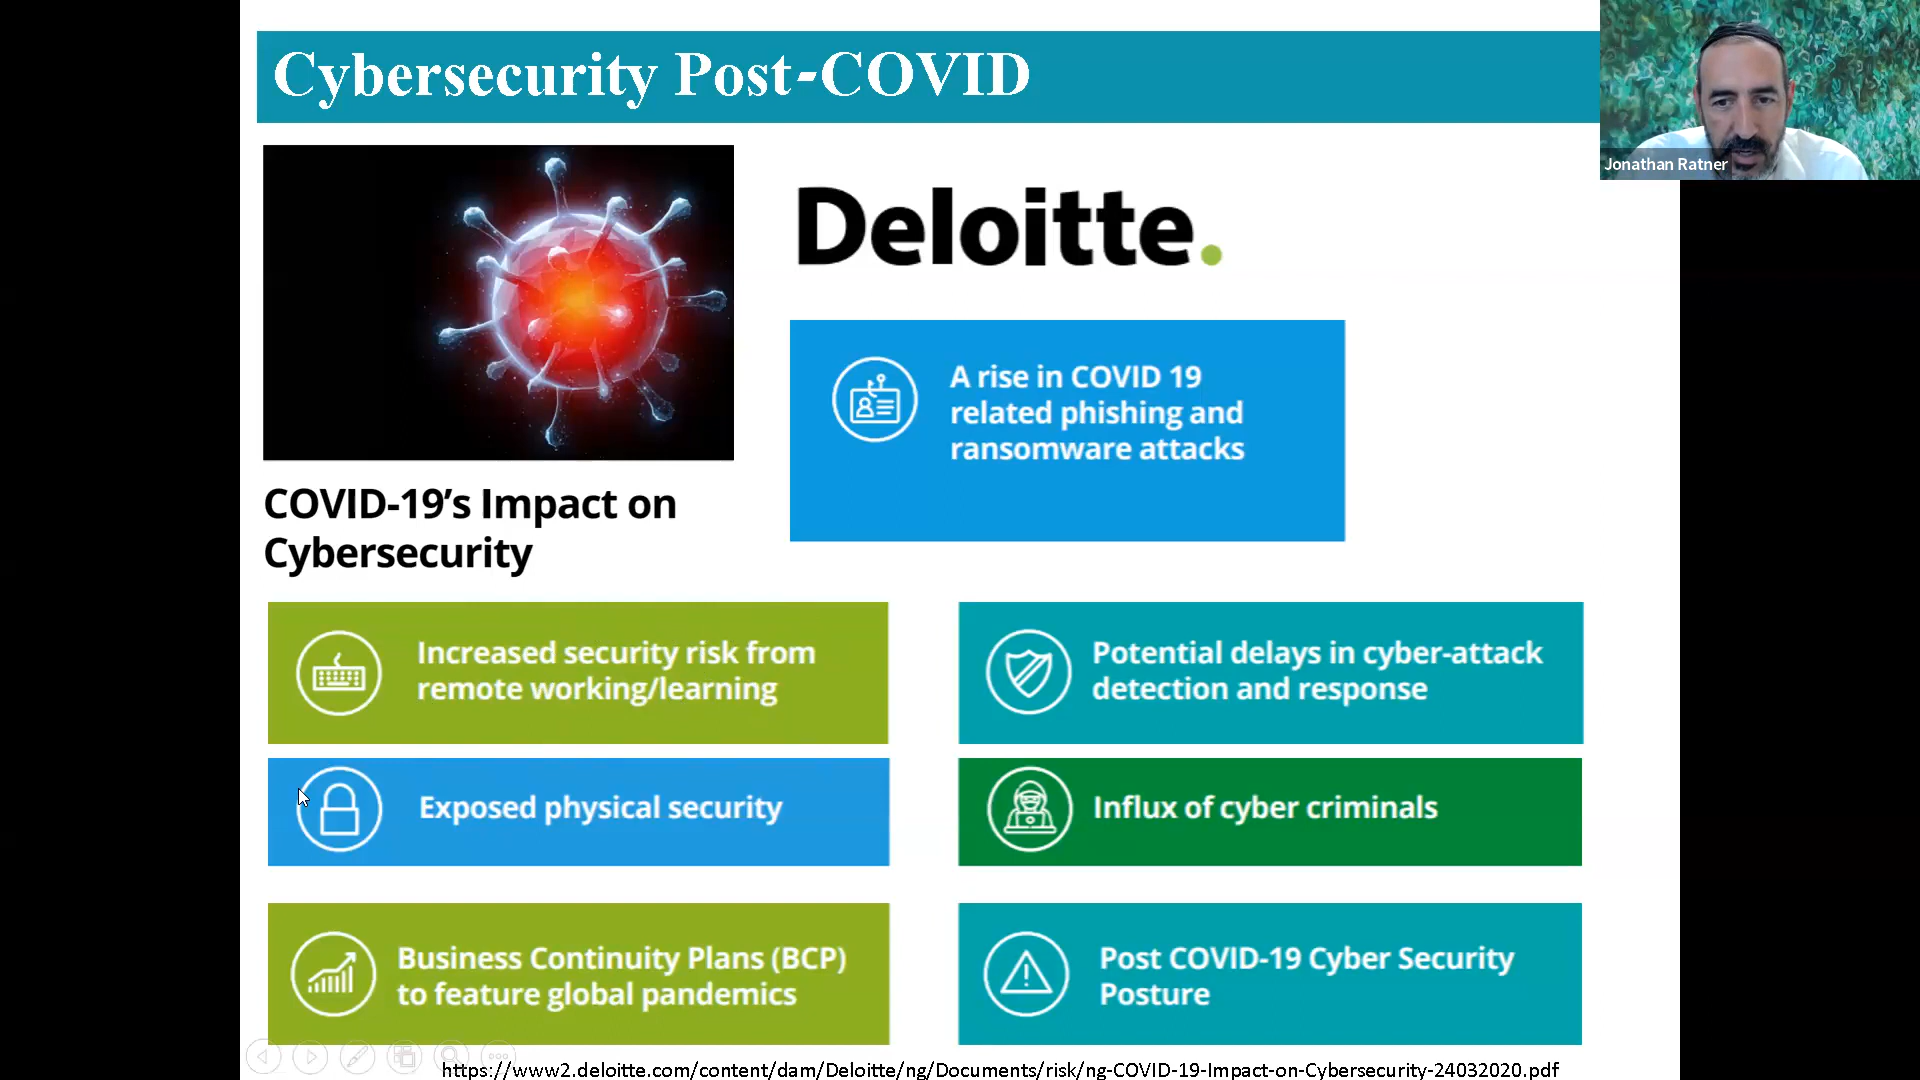 Cybersecurity Post-COVID
Jonathan Ratner
Deloitte.
A rise in COVID 19
related phishing and
ransomware attacks
COVID-19’s Impact on
Cybersecurity
Increased security risk from
remote working/learning
Potential delays in cyber-attack
detection and response
Exposed physical security
Influx of cyber criminals
Business Continuity Plans (BCP)
to feature global pandemics
Post COVID-19 Cyber Security
Posture
https://www2.deloitte.com/content/dam/Deloitte/ng/Documents/risk/ng-COVID-19-Impact-on-Cybersecurity-24032020.pdf